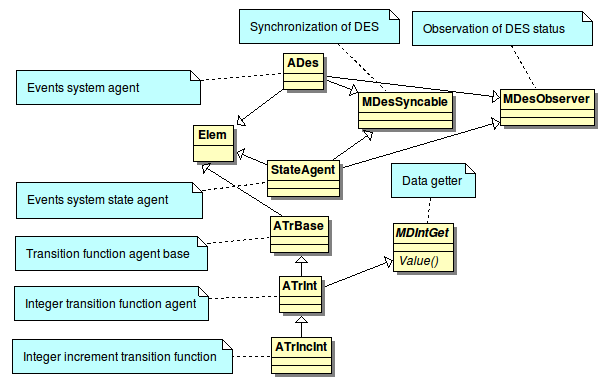 Synchronization of DES
Observation of DES status
ADes
Events system agent
MDesSyncable
MDesObserver
Elem
StateAgent
Data getter
Events system state agent
ATrBase
MDIntGet
Transition function agent base
Value()
ATrInt
Integer transition function agent
ATrIncInt
Integer increment transition function